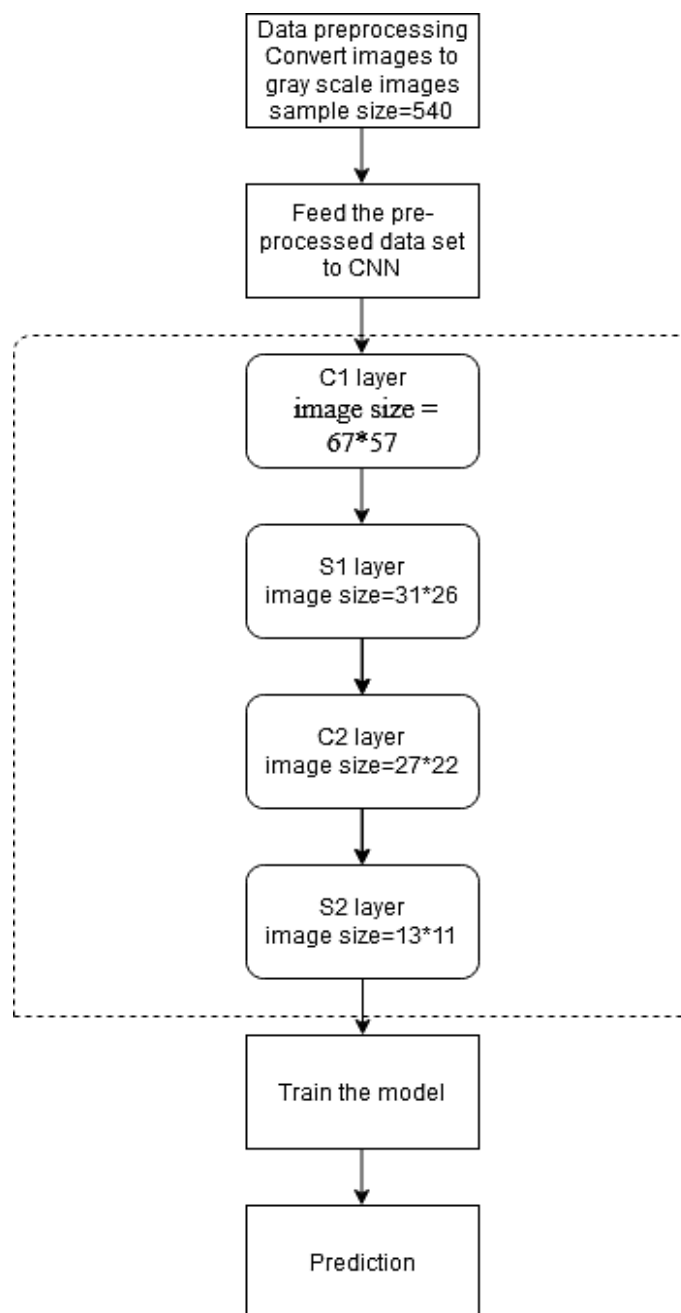 Data preprocessing
Convert images to
gray scale images
sample size=540
Feed the pre-
processed data set
to CNN
C1 layer
image size =
67*57
S1 layer
image size=31*26
C2 layer
image size=27*22
S2 layer
image size=13*11
Train the model
Prediction